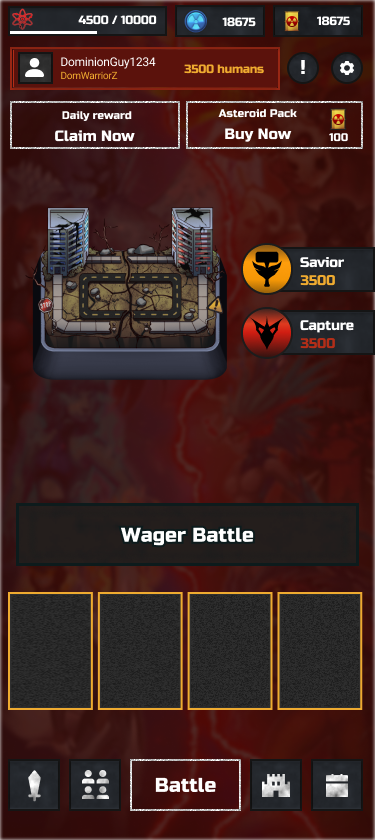 4500 / 10000
18675
18675
DominionGuy1234
DomWarriorZ
3500 humans
!
Daily reward
Claim Now
Asteroid Pack
Buy Now
100
STOP
Savior
3500
Capture
3500
Wager Battle
Battle